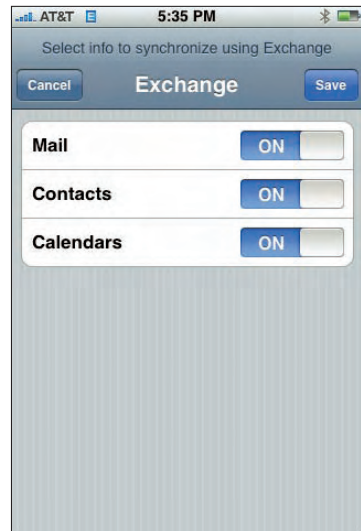 AT&T E 5:35 PM
Select info to synchronize using Exchange
Cancel Exchange Save
Mail ON
Contacts ON
Calendars ON